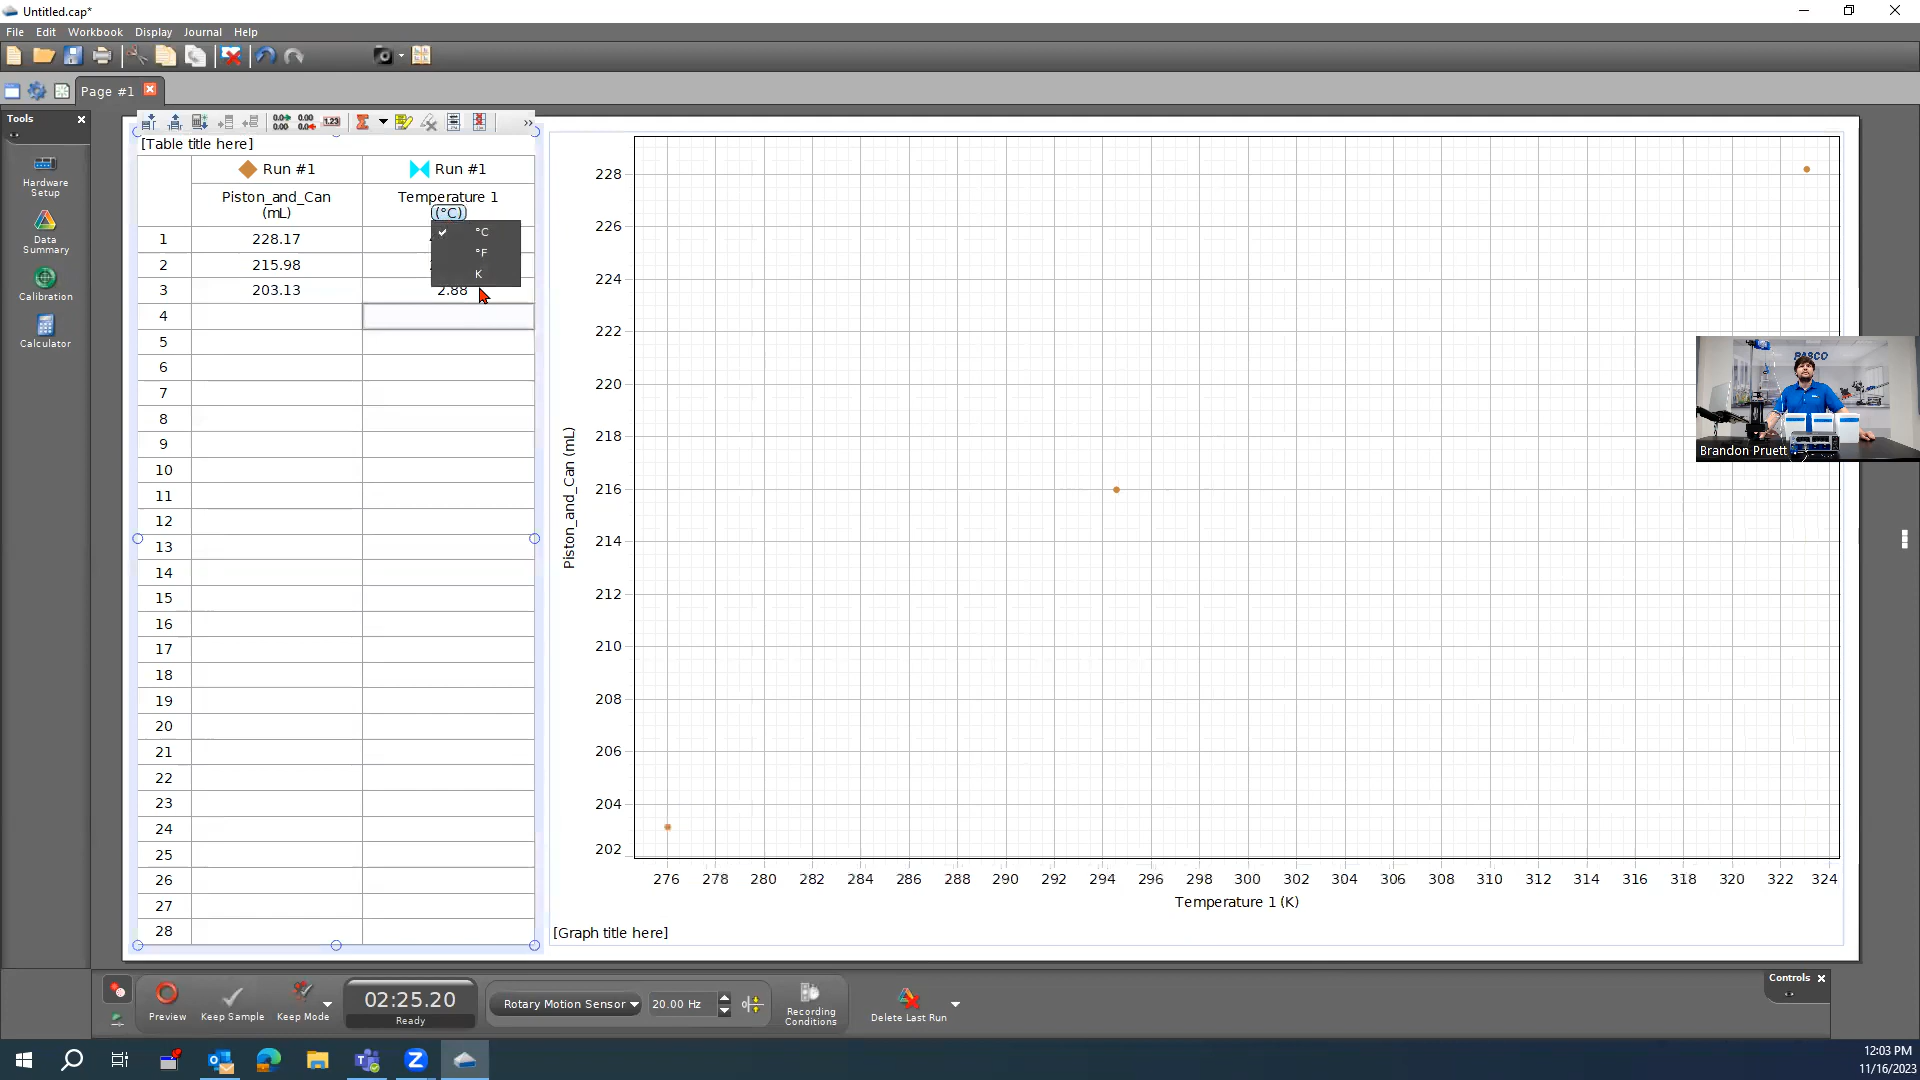 Untitled.cap*
File Edit Workbook Display Journal Help
Page #1
Tools
Hardware Setup
Data Summary
Calibration
Calculator
[Table title here]
Run #1 Run #1
Piston_and_Can (mL) Temperature 1 (°C)
°C
°F
K
1 228.17
2 215.98
3 203.13 2.88
4
5
6
7
8
9
10
11
12
13
14
15
16
17
18
19
20
21
22
23
24
25
26
27
28
228
226
224
222
220
218
216
214
212
210
208
206
204
202
Piston_and_Can (mL)
276 278 280 282 284 286 288 290 292 294 296 298 300 302 304 306 308 310 312 314 316 318 320 322 324
Temperature 1 (K)
[Graph title here]
PASCO
Brandon Pruett
Controls
Preview
Keep Sample
Keep Mode
02:25.20
Ready
Rotary Motion Sensor
20.00 Hz
Recording Conditions
Delete Last Run
12:03 PM
11/16/2023